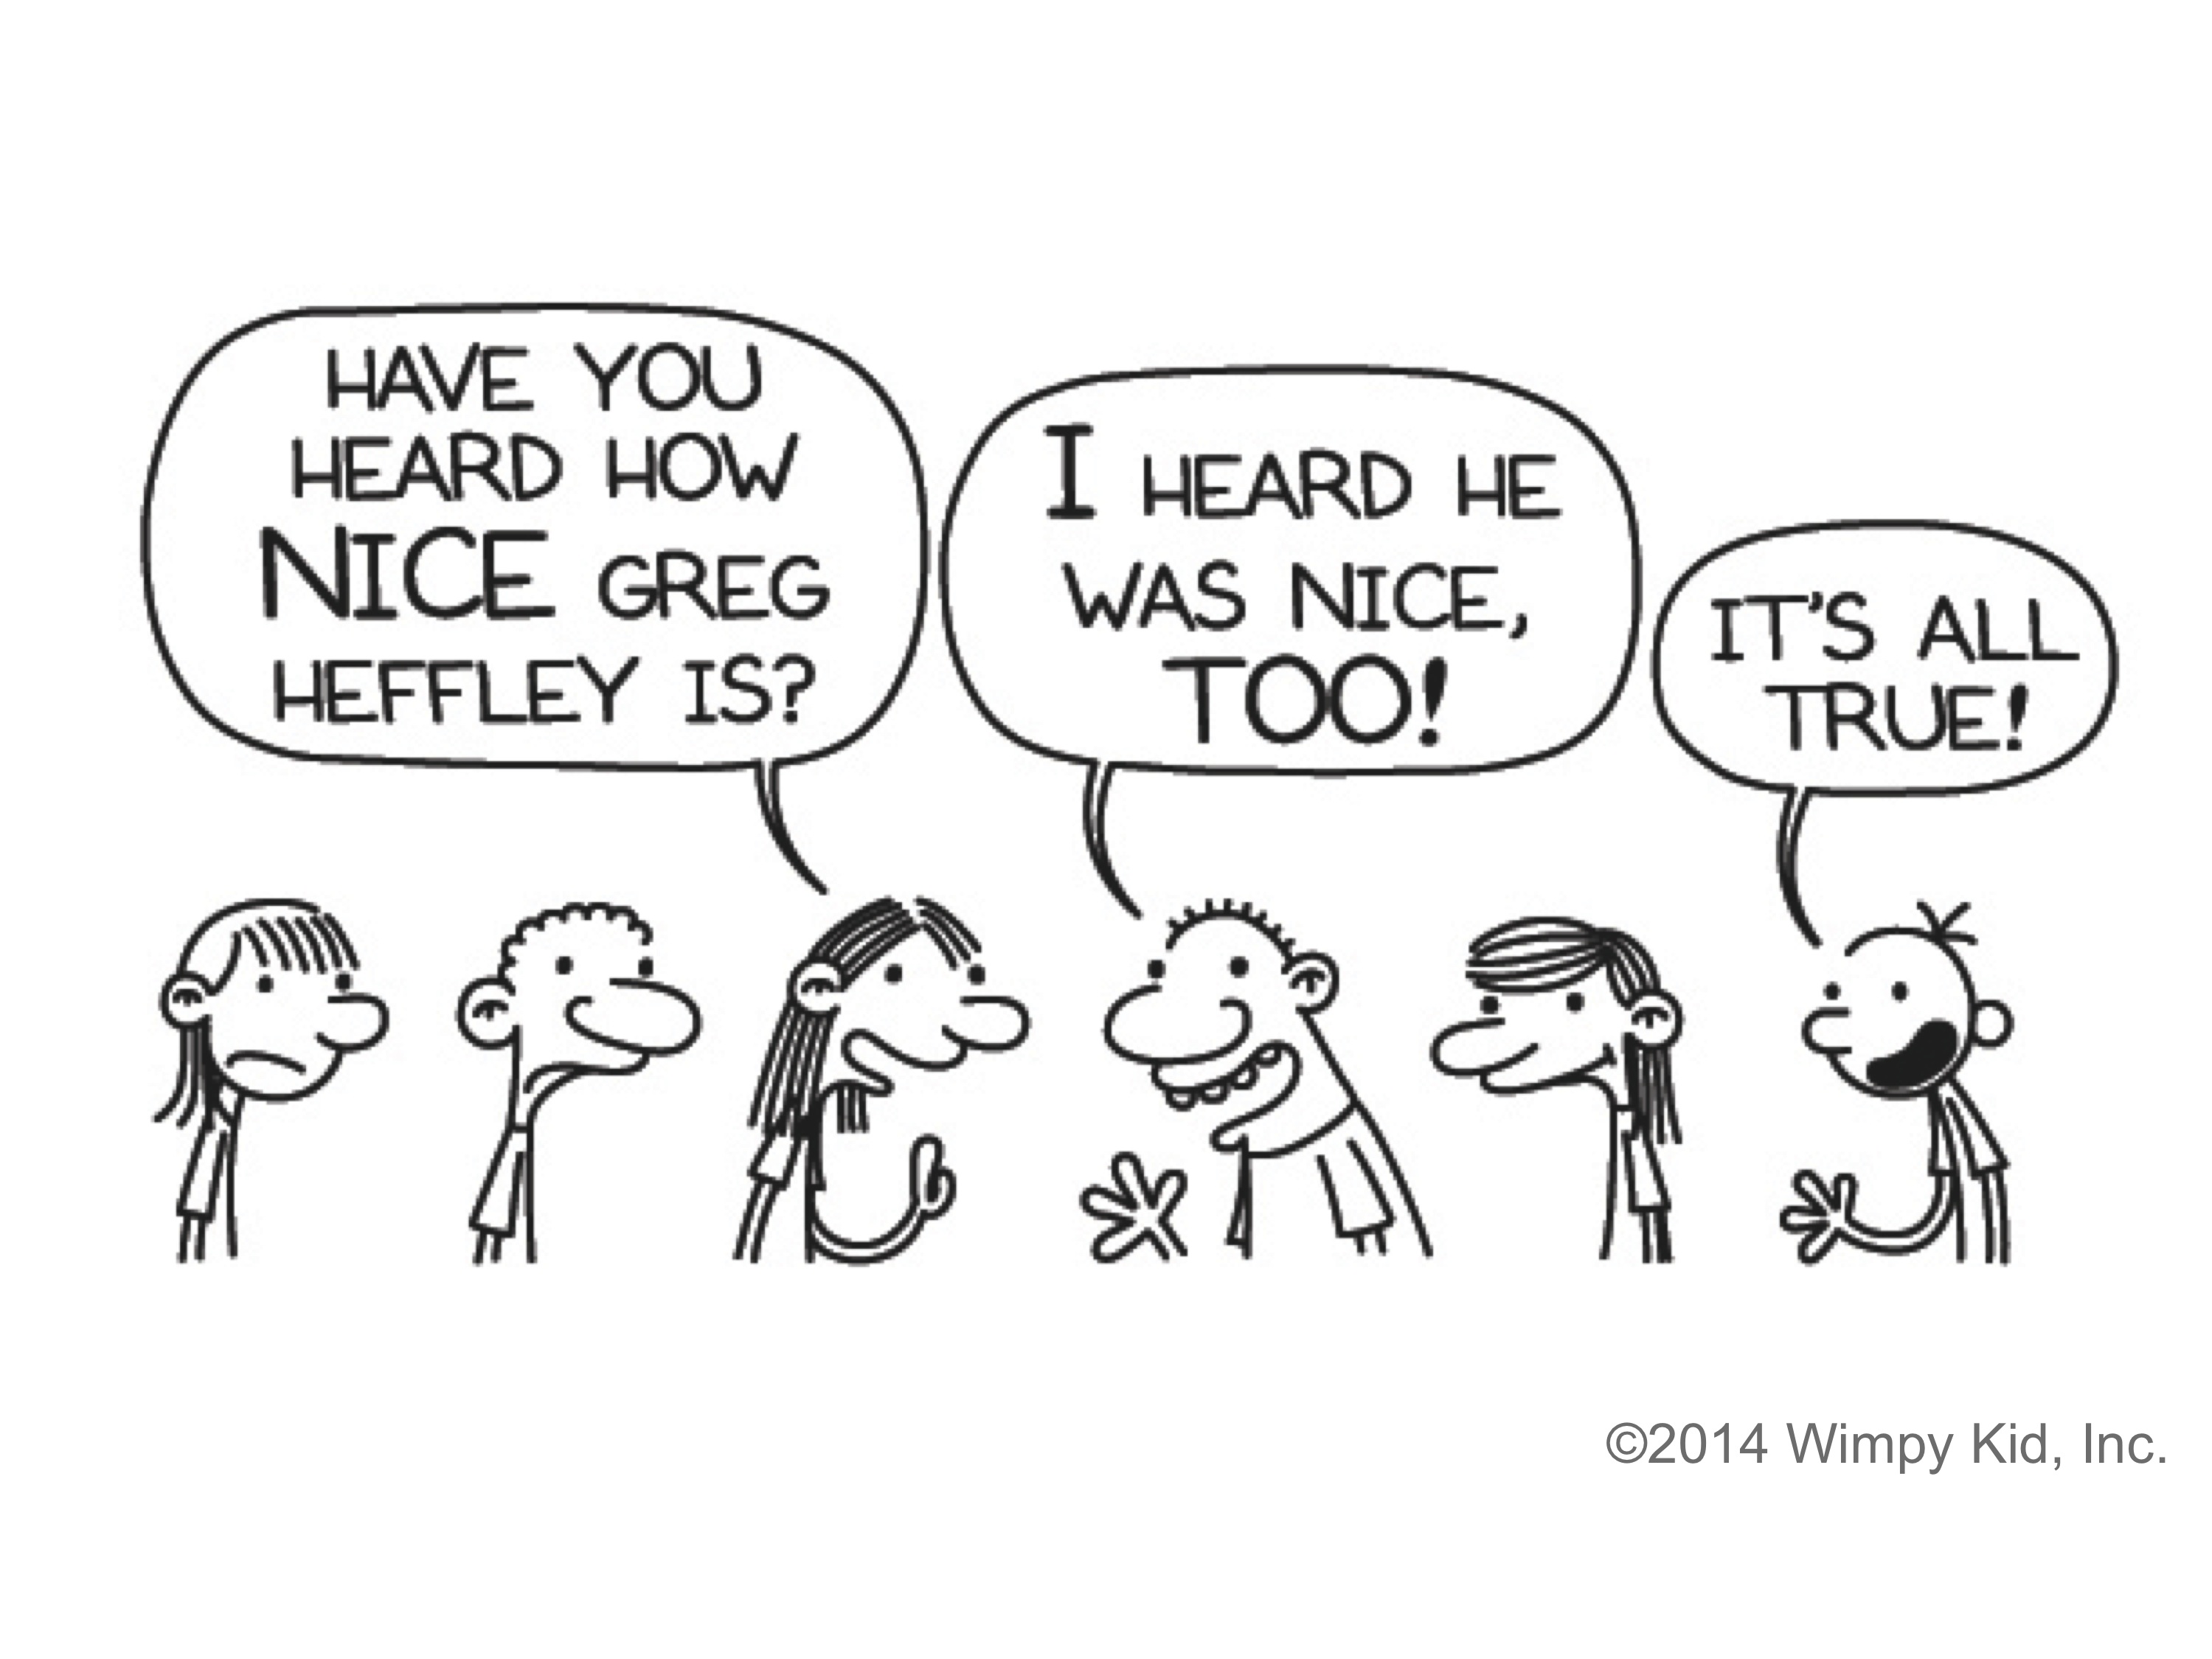 HAVE YOU
HEARD HOW
NICE GREG
HEFFLEY IS?
I HEARD HE
WAS NICE,
TOO!
IT'S ALL
TRUE!
©2014 Wimpy Kid, Inc.